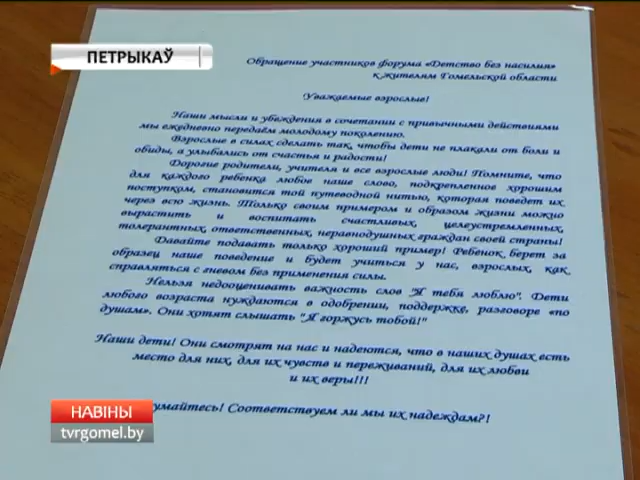 ПЕТРЫКАЎ
Обращение участников форума «Детство без насилия»
к жителям Гомельской области
Уважаемые взрослые!
Наши мысли и убеждения в сочетании с привычными действиями
мы ежедневно передаём молодому поколению.
Взрослые в силах сделать так, чтобы дети не плакали от боли и
обиды, а улыбались от счастья и радости!
Дорогие родители, учителя и все взрослые люди! Помните, что
для каждого ребенка любое наше слово, подкрепленное хорошим
поступком, становится той путеводной нитью, которая поведет их
через всю жизнь. Только своим примером и образом жизни можно
вырастить и воспитать счастливых, целеустремленных,
толерантных, ответственных, неравнодушных граждан своей страны!
Давайте подавать только хороший пример! Ребенок берет за
образец наше поведение и будет учиться у нас, взрослых, как
справляться с гневом без применения силы.
Нельзя недооценивать важность слов "Я тебя люблю". Дети
любого возраста нуждаются в одобрении, поддержке, разговоре «по
душам». Они хотят слышать "Я горжусь тобой!"
Наши дети! Они смотрят на нас и надеются, что в наших душах есть
место для них, для их чувств и переживаний, для их любви
и их веры!!!
умайтесь! Соответствуем ли мы их надеждам?!
НАВІНЫ
tvrgomel.by